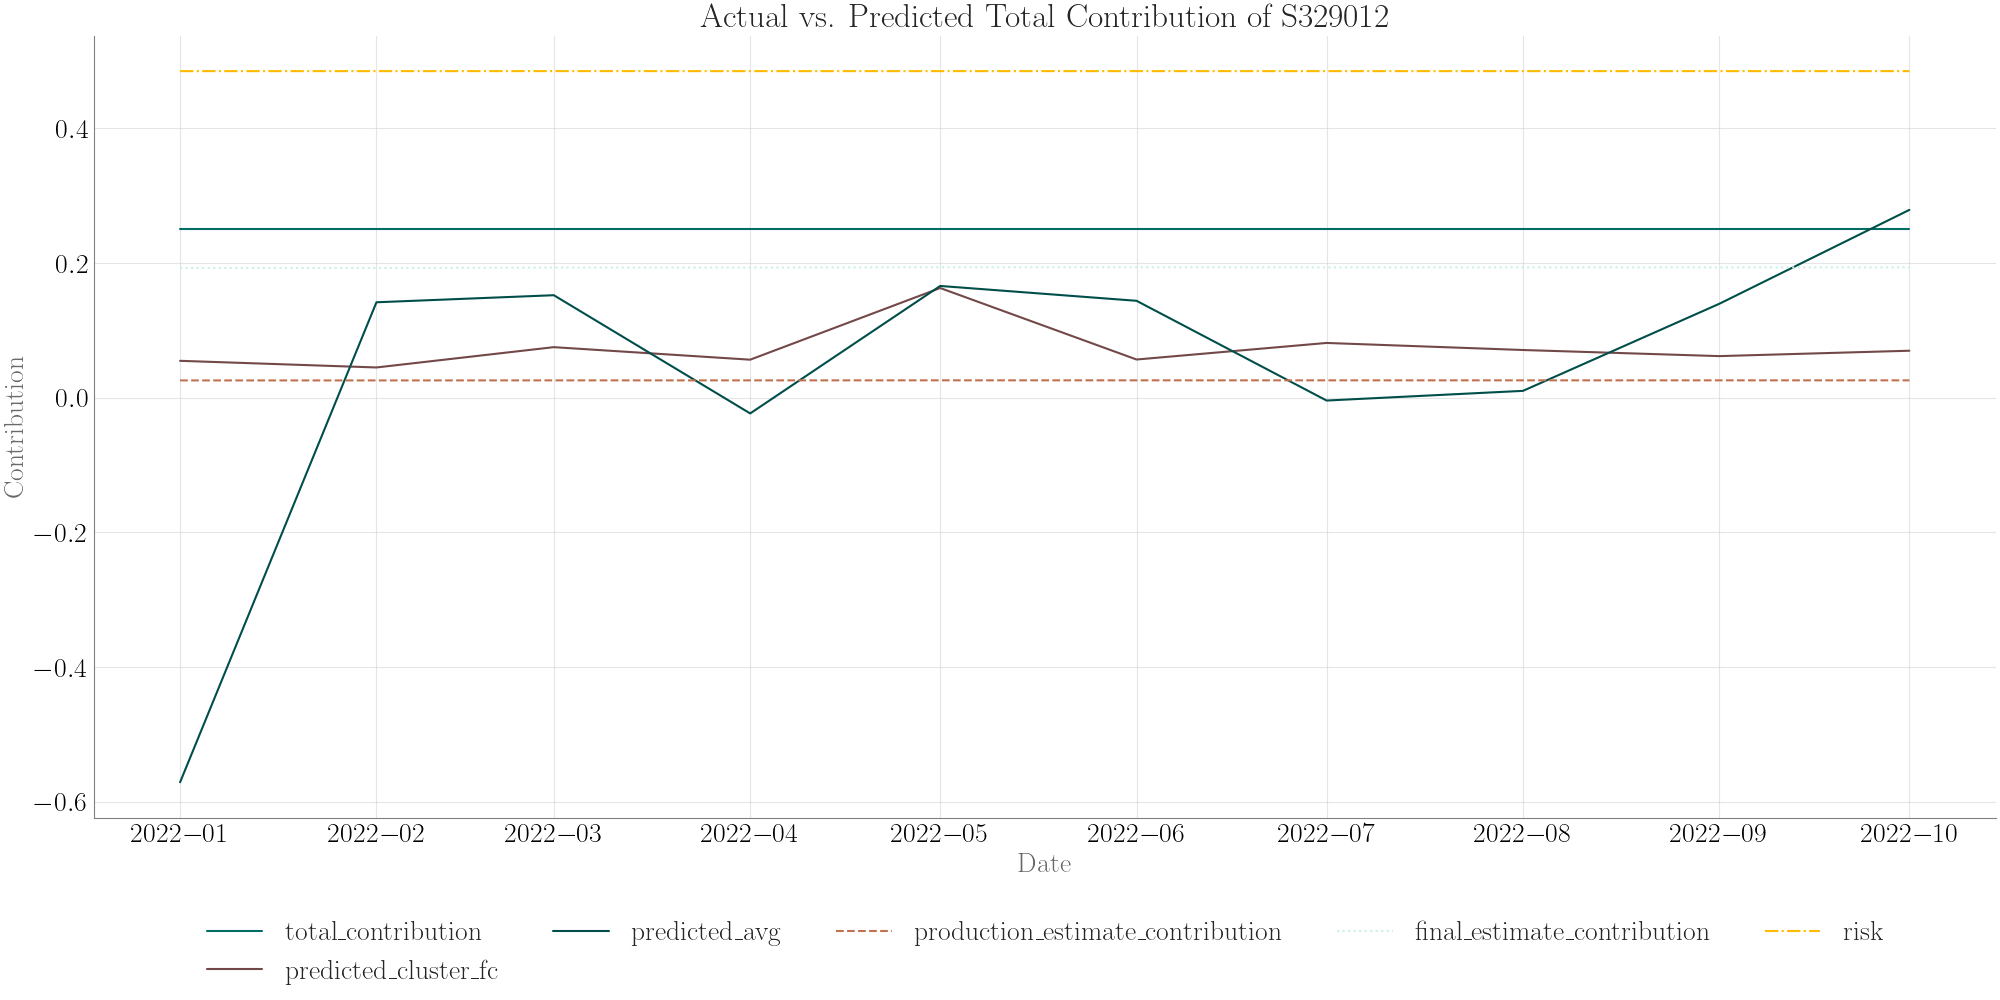 Actual vs. Predicted Total Contribution of S329012
Contribution
0.4
0.2
0.0
−0.2
−0.4
−0.6
2022−01 2022−02 2022−03 2022−04 2022−05 2022−06 2022−07 2022−08 2022−09 2022−10
Date
total_contribution predicted_avg production_estimate_contribution final_estimate_contribution risk
predicted_cluster_fc